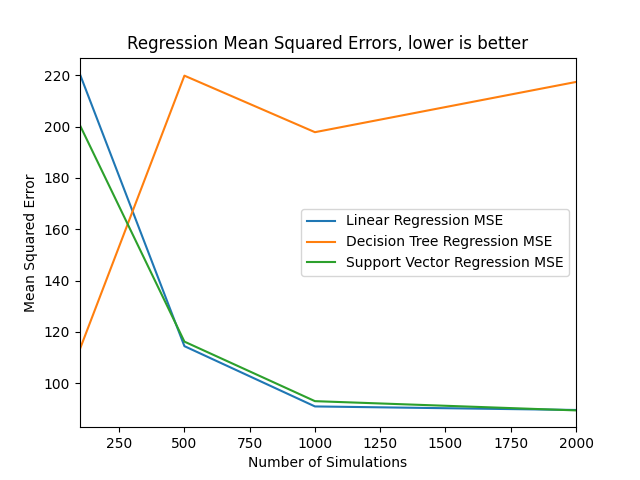 Regression Mean Squared Errors, lower is better
Mean Squared Error
220
200
180
160
140
120
100
Linear Regression MSE
Decision Tree Regression MSE
Support Vector Regression MSE
250 500 750 1000 1250 1500 1750 2000
Number of Simulations